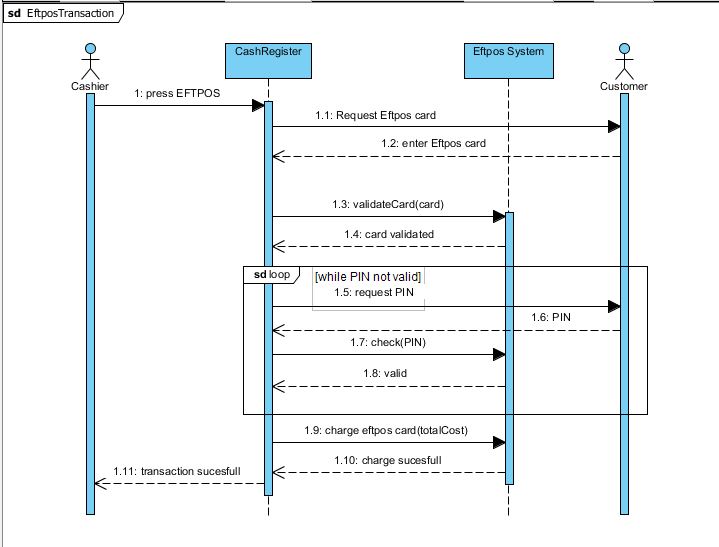 sd EftposTransaction
CashRegister
Eftpos System
Cashier
Customer
1: press EFTPOS
1.1: Request Eftpos card
1.2: enter Eftpos card
1.3: validateCard(card)
1.4: card validated
sd loop
[while PIN not valid]
1.5: request PIN
1.6: PIN
1.7: check(PIN)
1.8: valid
1.9: charge eftpos card(totalCost)
1.10: charge sucesfull
1.11: transaction sucesfull